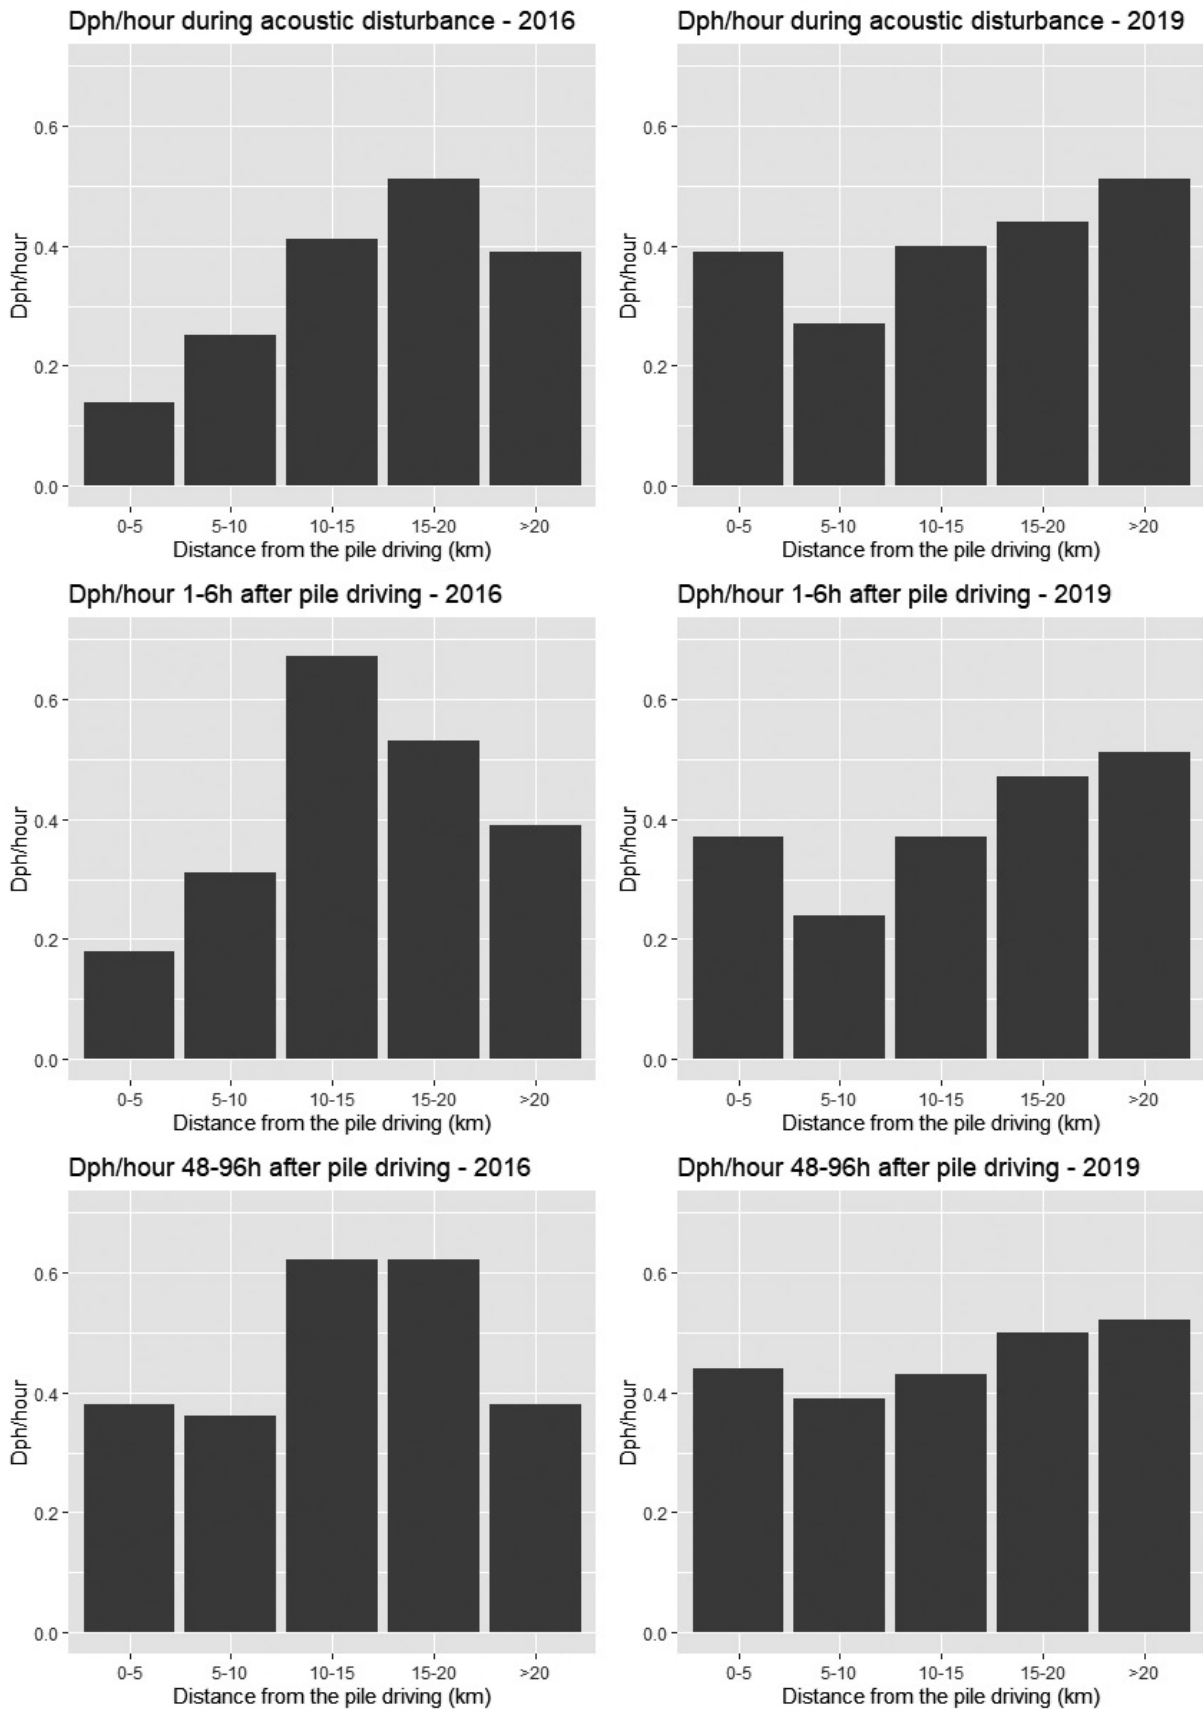 Dph/hour during acoustic disturbance - 2016
Dph/hour
0.6
0.4
0.2
0.0
0-5 5-10 10-15 15-20 >20
Distance from the pile driving (km)
Dph/hour during acoustic disturbance - 2019
Dph/hour
0.6
0.4
0.2
0.0
0-5 5-10 10-15 15-20 >20
Distance from the pile driving (km)
Dph/hour 1-6h after pile driving - 2016
Dph/hour
0.6
0.4
0.2
0.0
0-5 5-10 10-15 15-20 >20
Distance from the pile driving (km)
Dph/hour 1-6h after pile driving - 2019
Dph/hour
0.6
0.4
0.2
0.0
0-5 5-10 10-15 15-20 >20
Distance from the pile driving (km)
Dph/hour 48-96h after pile driving - 2016
Dph/hour
0.6
0.4
0.2
0.0
0-5 5-10 10-15 15-20 >20
Distance from the pile driving (km)
Dph/hour 48-96h after pile driving - 2019
Dph/hour
0.6
0.4
0.2
0.0
0-5 5-10 10-15 15-20 >20
Distance from the pile driving (km)